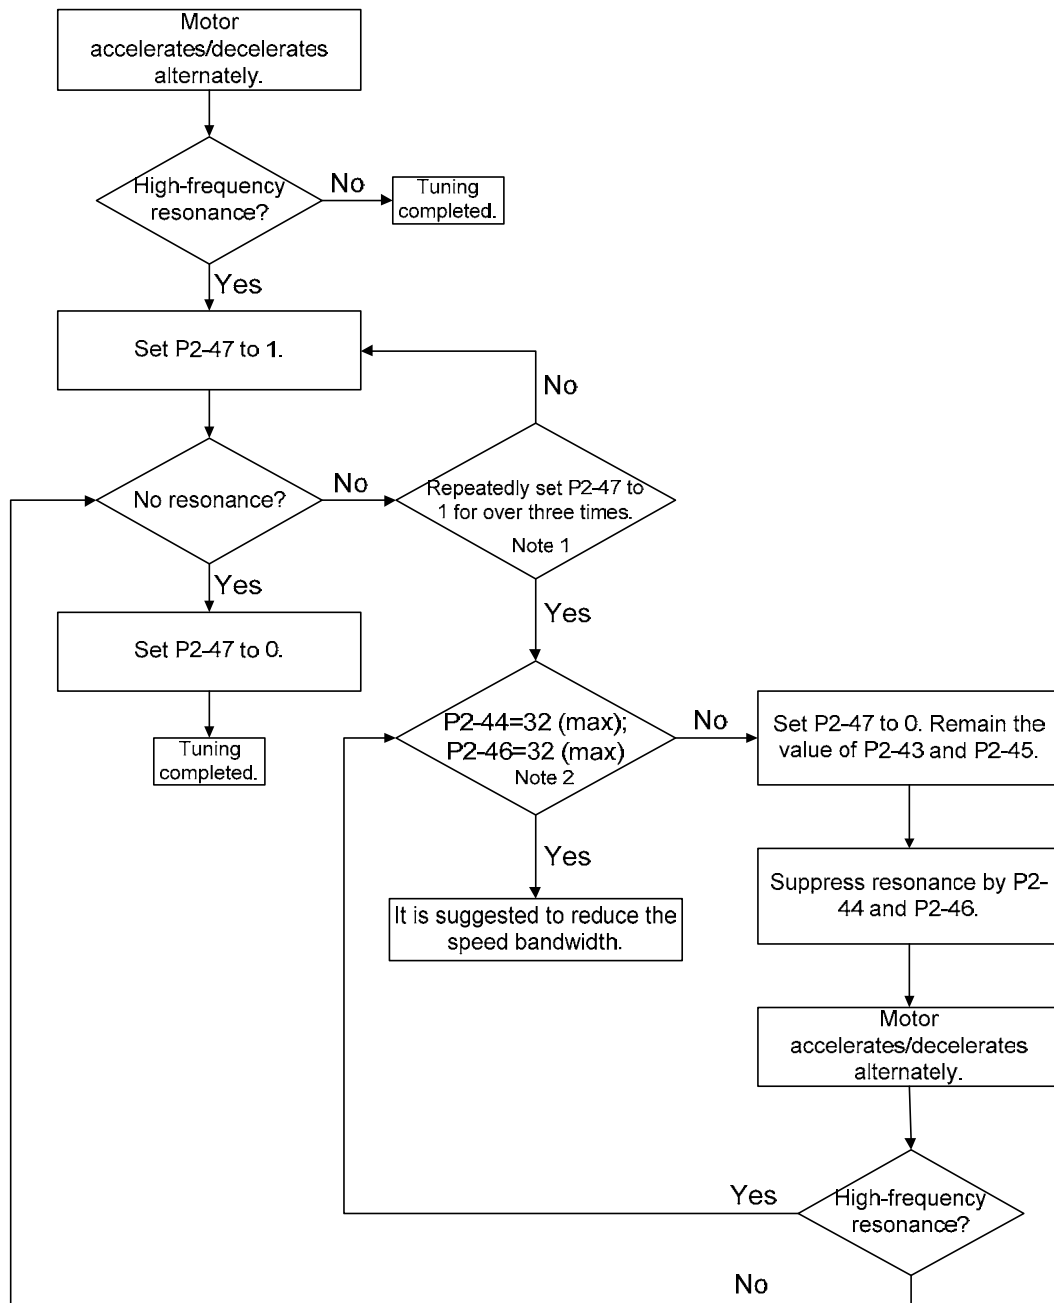 Motor
accelerates/decelerates
alternately.
High-frequency
resonance?
No
Tuning
completed.
Yes
Set P2-47 to 1.
No
No resonance?
No
Repeatedly set P2-47 to
1 for over three times.
Note 1
Yes
Yes
Set P2-47 to 0.
Tuning
completed.
P2-44=32 (max);
P2-46=32 (max)
Note 2
No
Set P2-47 to 0. Remain the
value of P2-43 and P2-45.
Yes
It is suggested to reduce the
speed bandwidth.
Suppress resonance by P2-
44 and P2-46.
Motor
accelerates/decelerates
alternately.
Yes
High-frequency
resonance?
No